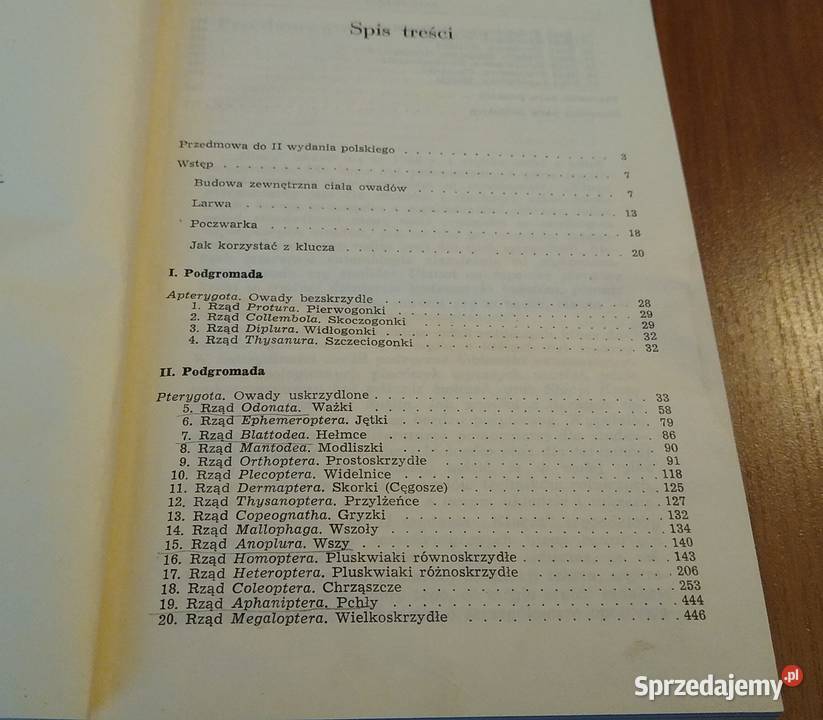 Spis treści
Przedmowa do II wydania polskiego . . . . . . . . . . . . . . . . 3
Wstęp . . . . . . . . . . . . . . . . . . . . . . . . . . . 7
Budowa zewnętrzna ciała owadów . . . . . . . . . . . . . . . 7
Larwa . . . . . . . . . . . . . . . . . . . . . . . . . . 13
Poczwarka . . . . . . . . . . . . . . . . . . . . . . . . 18
Jak korzystać z klucza . . . . . . . . . . . . . . . . . . . 20
I. Podgromada
Apterygota. Owady bezskrzydłe . . . . . . . . . . . . . . . . . 28
1. Rząd Protura. Pierwogonki . . . . . . . . . . . . . . . . . 29
2. Rząd Collembola. Skoczogonki . . . . . . . . . . . . . . . . 29
3. Rząd Diplura. Widłogonki . . . . . . . . . . . . . . . . . 32
4. Rząd Thysanura. Szczeciogonki . . . . . . . . . . . . . . . 32
II. Podgromada
Pterygota. Owady uskrzydlone . . . . . . . . . . . . . . . . . 33
5. Rząd Odonata. Ważki . . . . . . . . . . . . . . . . . . . 58
6. Rząd Ephemeroptera. Jętki . . . . . . . . . . . . . . . . . 79
7. Rząd Blattodea. Hełmce . . . . . . . . . . . . . . . . . . 86
8. Rząd Mantodea. Modliszki . . . . . . . . . . . . . . . . . 90
9. Rząd Orthoptera. Prostoskrzydłe . . . . . . . . . . . . . . . 91
10. Rząd Plecoptera. Widelnice . . . . . . . . . . . . . . . . 118
11. Rząd Dermaptera. Skorki (Cęgosze) . . . . . . . . . . . . . . 125
12. Rząd Thysanoptera. Przylżeńce . . . . . . . . . . . . . . . 127
13. Rząd Copeognatha. Gryzki . . . . . . . . . . . . . . . . . 132
14. Rząd Mallophaga. Wszoły . . . . . . . . . . . . . . . . . 134
15. Rząd Anoplura. Wszy . . . . . . . . . . . . . . . . . . . 140
16. Rząd Homoptera. Pluskwiaki równoskrzydłe . . . . . . . . . . . 143
17. Rząd Heteroptera. Pluskwiaki różnoskrzydłe . . . . . . . . . . 206
18. Rząd Coleoptera. Chrząszcze . . . . . . . . . . . . . . . . 253
19. Rząd Aphaniptera. Pchły . . . . . . . . . . . . . . . . . 444
20. Rząd Megaloptera. Wielkoskrzydłe . . . . . . . . . . . . . . 446
Sprzedajemy.pl